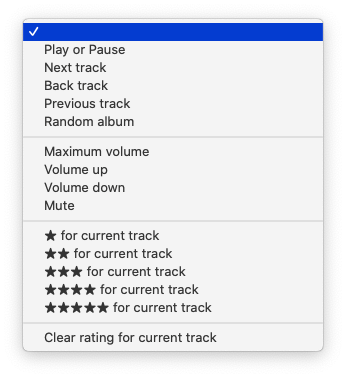 ✓
Play or Pause
Next track
Back track
Previous track
Random album
Maximum volume
Volume up
Volume down
Mute
★ for current track
★★ for current track
★★★ for current track
★★★★ for current track
★★★★★ for current track
Clear rating for current track